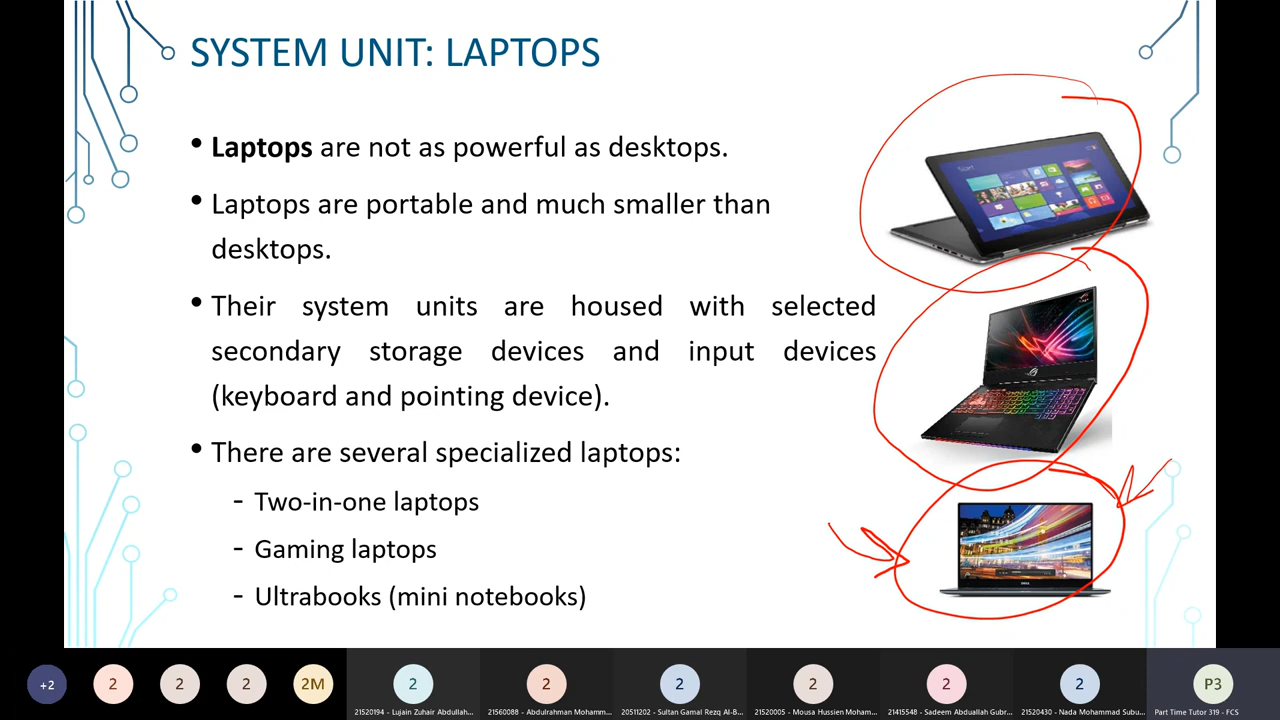 SYSTEM UNIT: LAPTOPS
• Laptops are not as powerful as desktops.
• Laptops are portable and much smaller than
desktops.
• Their system units are housed with selected
secondary storage devices and input devices
(keyboard and pointing device).
• There are several specialized laptops:
- Two-in-one laptops
- Gaming laptops
- Ultrabooks (mini notebooks)
Start
DELL
+2
2
2
2
2M
2
2
2
2
2
2
P3
21520194 - Lujain Zuhair Abdullah...
21560088 - Abdulrahman Mohamm...
20511202 - Sultan Gamal Rezq Al-B...
21520005 - Mousa Hussien Moham...
21415548 - Sadeem Abduallah Gubr...
21520430 - Nada Mohammad Subu...
Part Time Tutor 319 - FCS